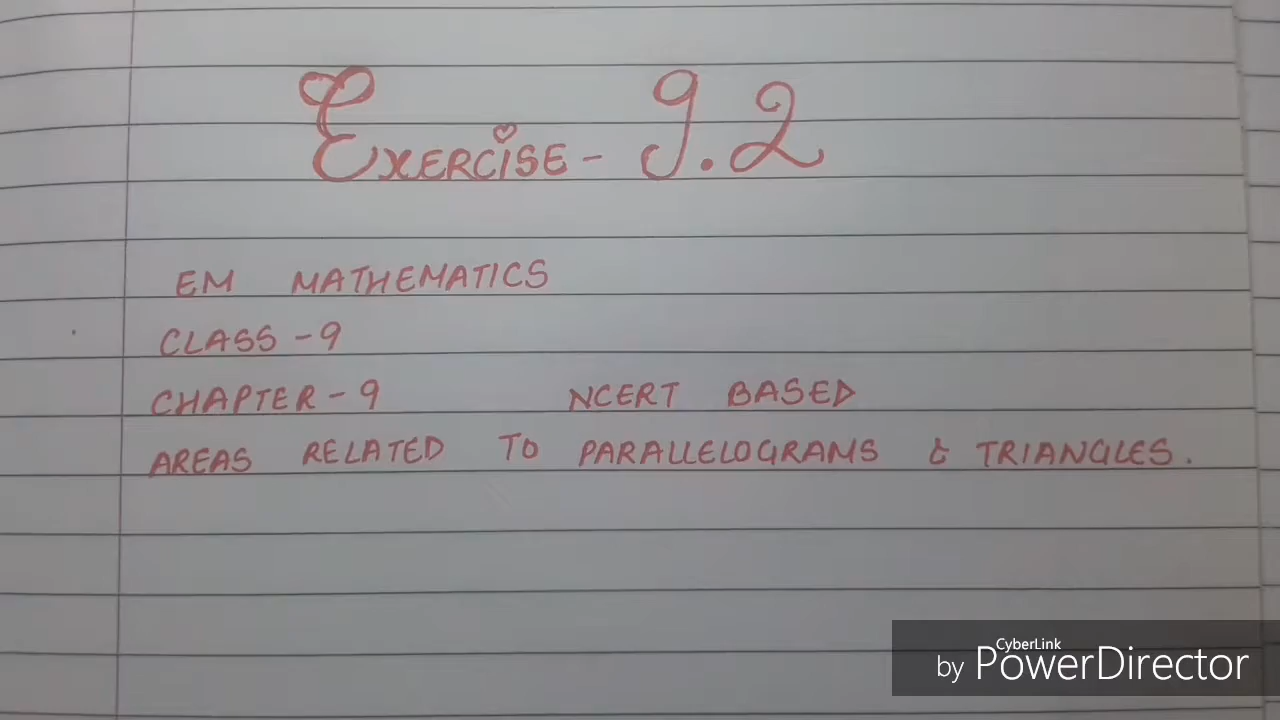 EXERCISE - 9.2
EM MATHEMATICS
CLASS - 9
CHAPTER - 9 NCERT BASED
AREAS RELATED TO PARALLELOGRAMS & TRIANGLES.
CyberLink
by PowerDirector